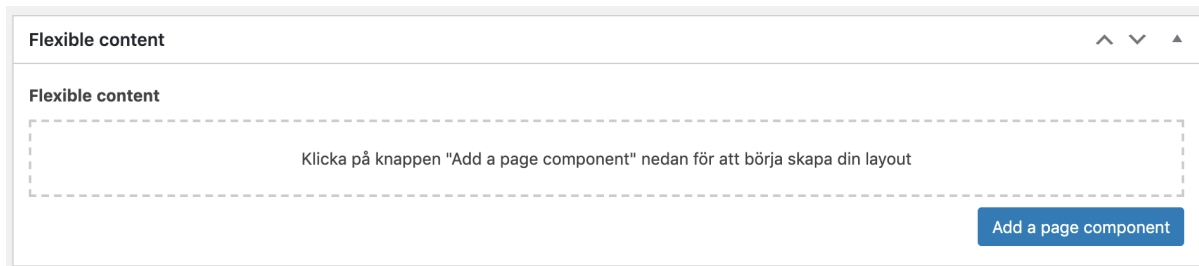 Flexible content
Flexible content
Klicka på knappen "Add a page component" nedan för att börja skapa din layout
Add a page component